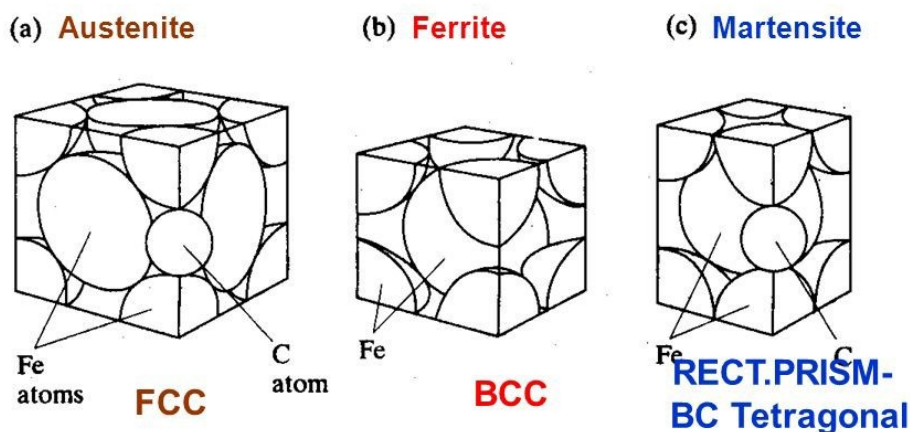 (a) Austenite
(b) Ferrite
(c) Martensite
Fe
atoms
C
atom
FCC
Fe
BCC
Fe
C
RECT.PRISM-
BC Tetragonal